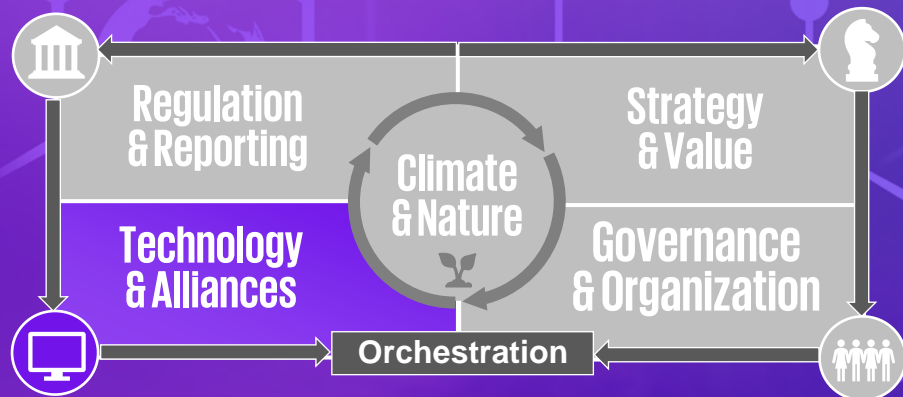 Regulation
& Reporting
Strategy
& Value
Climate
& Nature
Technology
& Alliances
Governance
& Organization
Orchestration